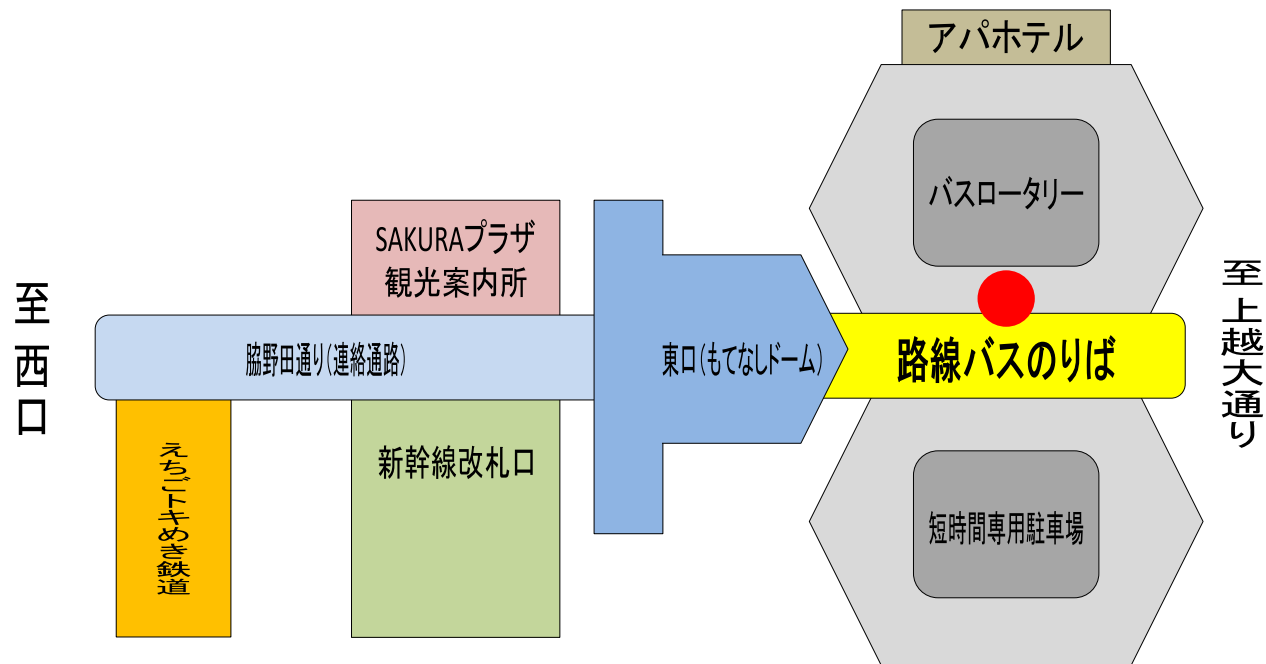 アパホテル
バスロータリー
SAKURAプラザ
観光案内所
至 西口
脇野田通り(連絡通路)
東口(もてなしドーム)
路線バスのりば
至 上越大通り
えちごトキめき鉄道
新幹線改札口
短時間専用駐車場